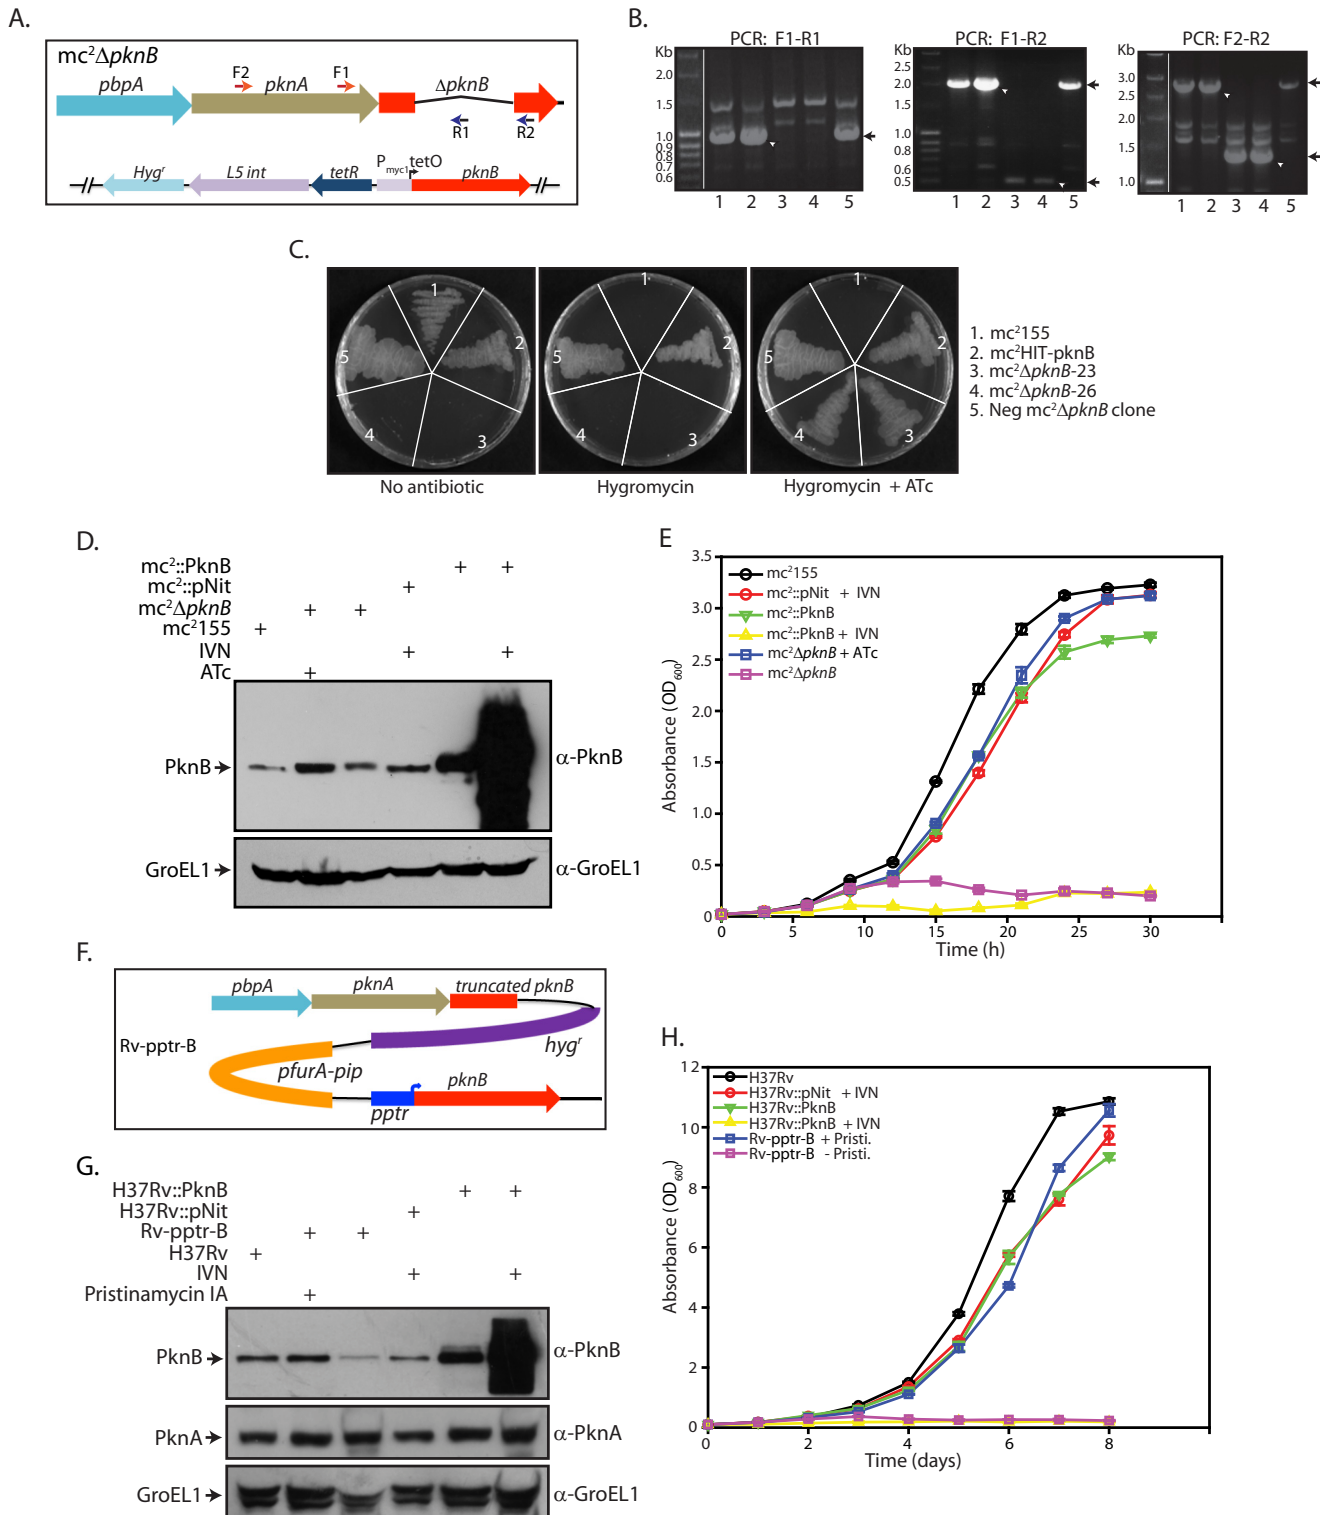 A.
mc²ΔpknB
pbpA
F2
pknA
F1
ΔpknB
R1
R2
Hygʳ
L5 int
tetR
Pmyc1 tetO
pknB
B.
PCR: F1-R1
Kb
2.0
1.5
1.0
0.9
0.8
0.7
0.6
1 2 3 4 5
PCR: F1-R2
Kb
2.5
2.0
1.5
1.0
0.8
0.6
0.5
1 2 3 4 5
PCR: F2-R2
Kb
3.0
2.0
1.5
1.0
1 2 3 4 5
C.
1
2
3
4
5
No antibiotic
1
2
3
4
5
Hygromycin
1
2
3
4
5
Hygromycin + ATc
1. mc²155
2. mc²HIT-pknB
3. mc²ΔpknB-23
4. mc²ΔpknB-26
5. Neg mc²ΔpknB clone
D.
mc²::PknB + +
mc²::pNit +
mc²ΔpknB + +
mc²155 +
IVN + +
ATc +
PknB
α-PknB
GroEL1
α-GroEL1
E
mc²155
mc²::pNit + IVN
mc²::PknB
mc²::PknB + IVN
mc²ΔpknB + ATc
mc²ΔpknB
Absorbance (OD₆₀₀)
3.5
3.0
2.5
2.0
1.5
1.0
0.5
0
0 5 10 15 20 25 30
Time (h)
F.
Rv-pptr-B
pbpA
pknA
truncated pknB
hygʳ
pfurA-pip
pptr
pknB
G.
H37Rv::PknB + +
H37Rv::pNit +
Rv-pptr-B + +
H37Rv +
IVN + +
Pristinamycin IA +
PknB
α-PknB
PknA
α-PknA
GroEL1
α-GroEL1
H.
H37Rv
H37Rv::pNit + IVN
H37Rv::PknB
H37Rv::PknB + IVN
Rv-pptr-B + Pristi.
Rv-pptr-B - Pristi.
Absorbance (OD₆₀₀)
12
10
8
6
4
2
0
0 2 4 6 8
Time (days)